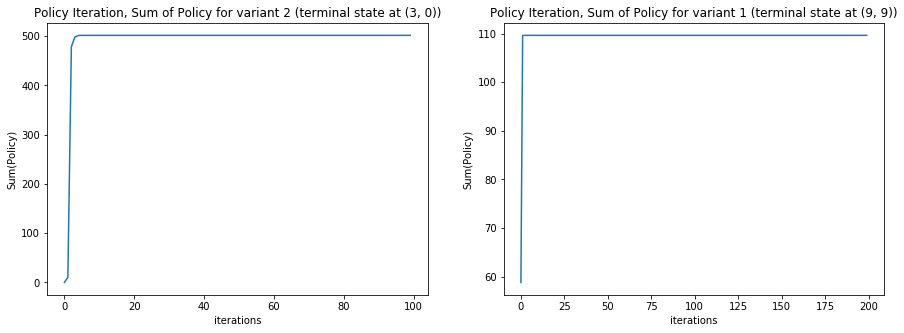 Policy Iteration, Sum of Policy for variant 2 (terminal state at (3, 0))
500
400
300
200
100
0
Sum(Policy)
0 20 40 60 80 100
iterations
Policy Iteration, Sum of Policy for variant 1 (terminal state at (9, 9))
110
100
90
80
70
60
Sum(Policy)
0 25 50 75 100 125 150 175 200
iterations